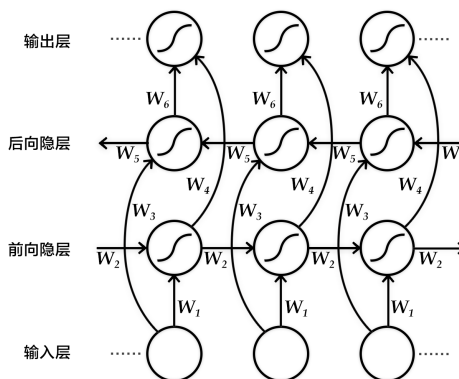 输出层
W₆ W₆ W₆
后向隐层
W₅ W₅ W₅ W₅
W₄ W₄ W₄
W₃ W₃ W₃
前向隐层
W₂ W₂ W₂ W₂
W₁ W₁ W₁
输入层